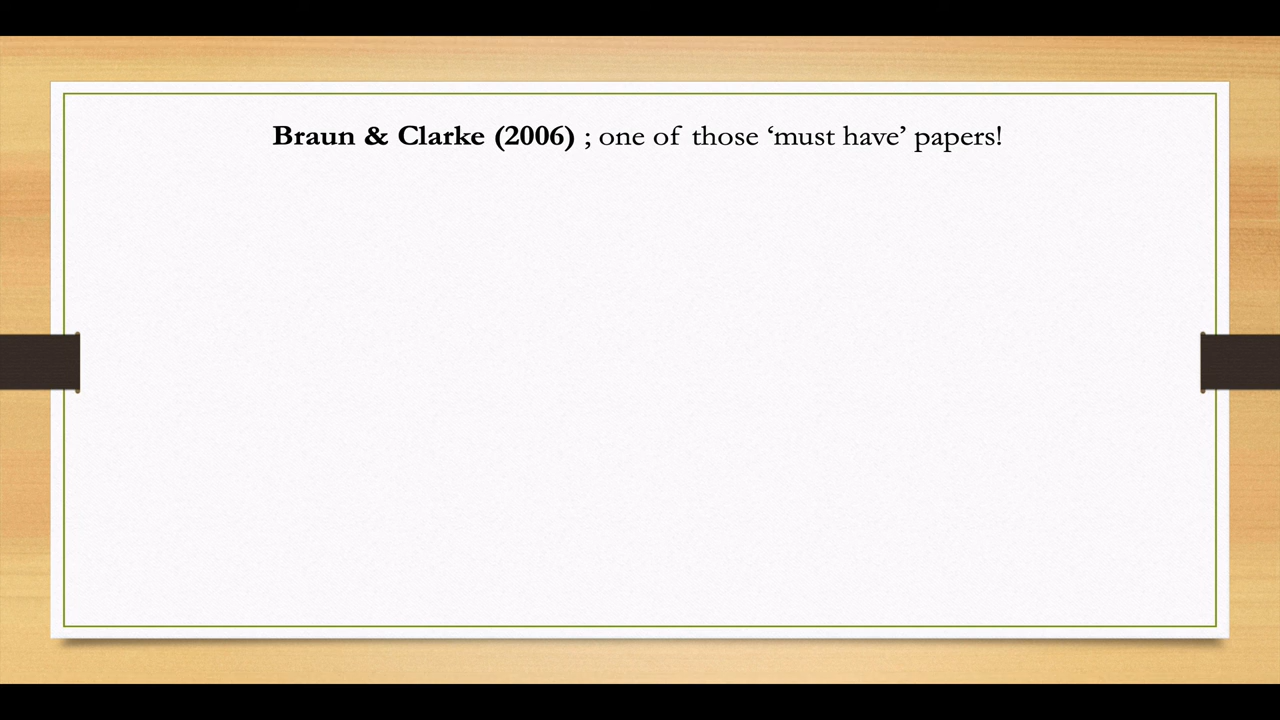 Braun & Clarke (2006) ; one of those ‘must have’ papers!